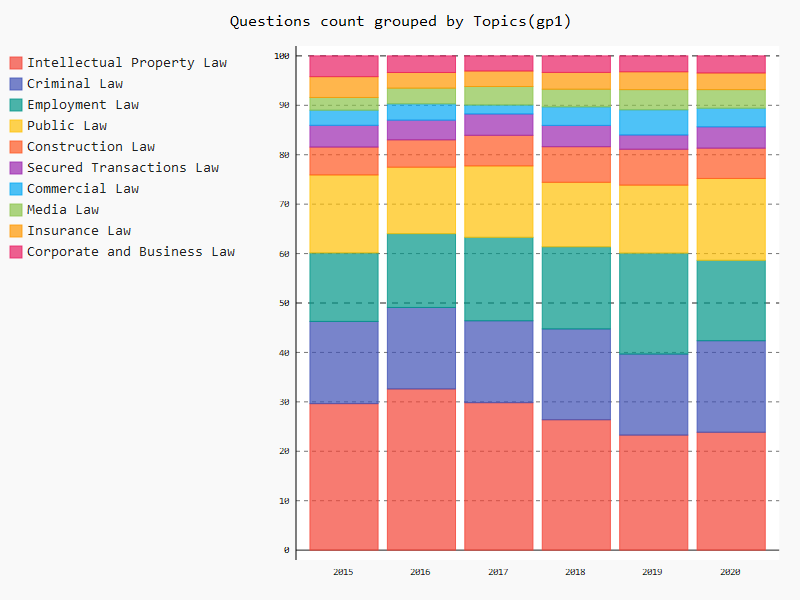 Questions count grouped by Topics(gp1)
Intellectual Property Law
Criminal Law
Employment Law
Public Law
Construction Law
Secured Transactions Law
Commercial Law
Media Law
Insurance Law
Corporate and Business Law
100
90
80
70
60
50
40
30
20
10
0
2015 2016 2017 2018 2019 2020